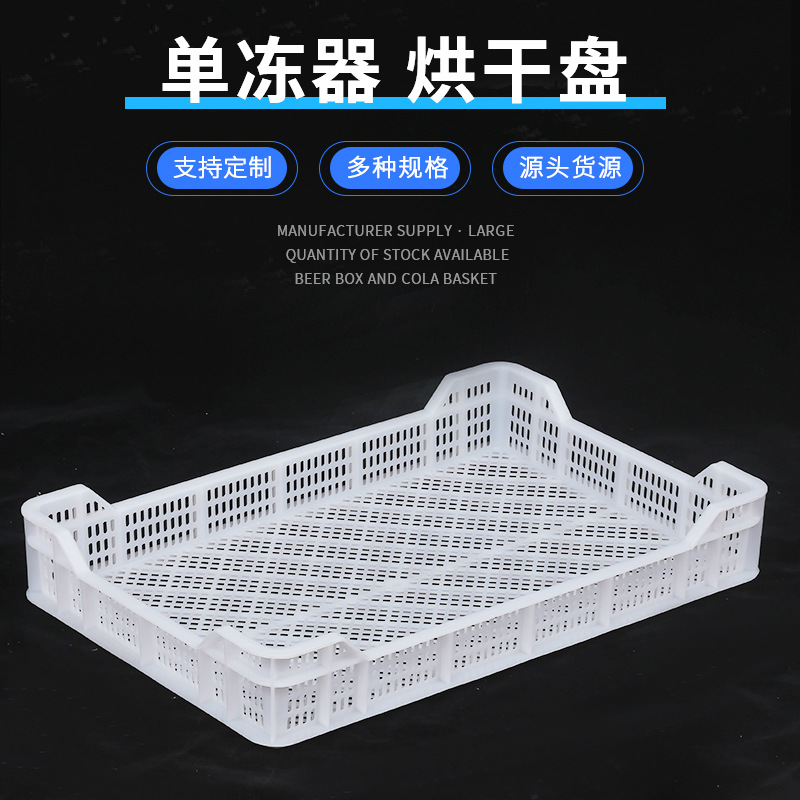 单冻器 烘干盘
支持定制 多种规格 源头货源
MANUFACTURER SUPPLY · LARGE
QUANTITY OF STOCK AVAILABLE
BEER BOX AND COLA BASKET